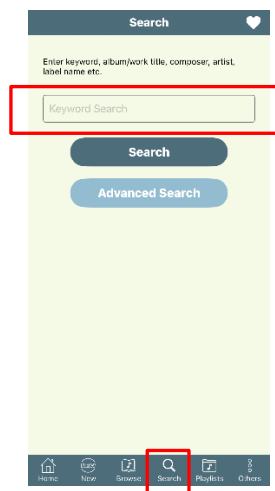 Search
Enter keyword, album/work title, composer, artist,
label name etc.
Keyword Search
Search
Advanced Search
Home New Browse Search Playlists Others